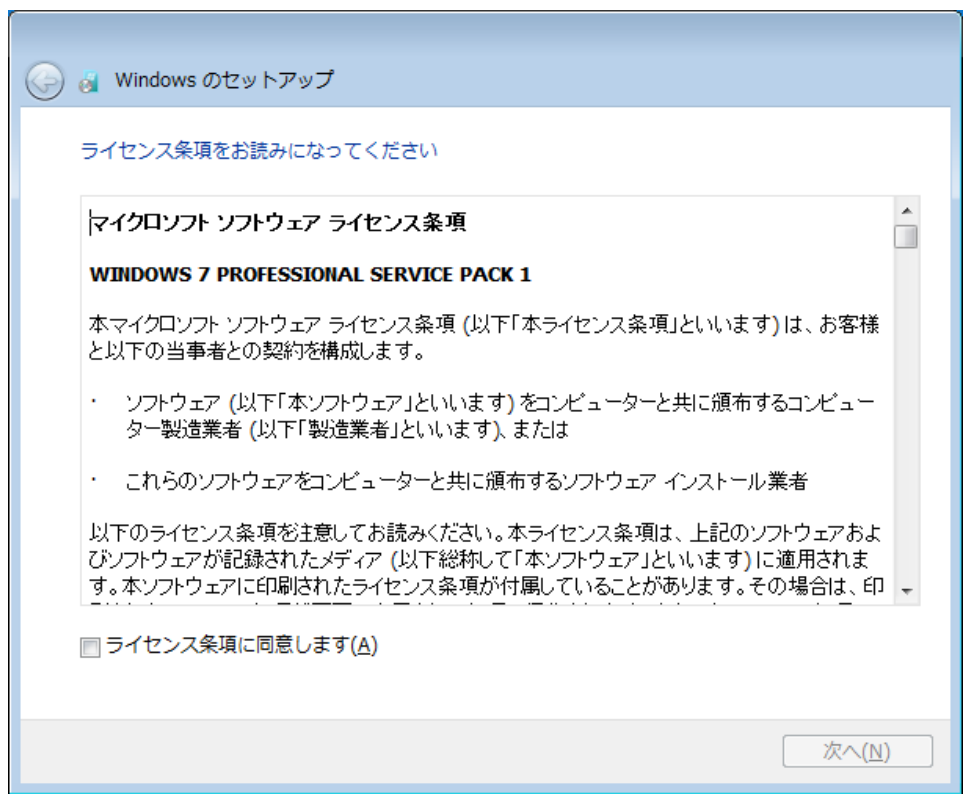 Windows のセットアップ
ライセンス条項をお読みになってください
マイクロソフト ソフトウェア ライセンス条項
WINDOWS 7 PROFESSIONAL SERVICE PACK 1
本マイクロソフト ソフトウェア ライセンス条項 (以下「本ライセンス条項」といいます) は、お客様
と以下の当事者との契約を構成します。
· ソフトウェア (以下「本ソフトウェア」といいます) をコンピューターと共に頒布するコンピュー
ター製造業者 (以下「製造業者」といいます)、または
· これらのソフトウェアをコンピューターと共に頒布するソフトウェア インストール業者
以下のライセンス条項を注意してお読みください。本ライセンス条項は、上記のソフトウェアおよ
びソフトウェアが記録されたメディア (以下総称して「本ソフトウェア」といいます) に適用されま
す。本ソフトウェアに印刷されたライセンス条項が付属していることがあります。その場合は、印
ライセンス条項に同意します(A)
次へ(N)